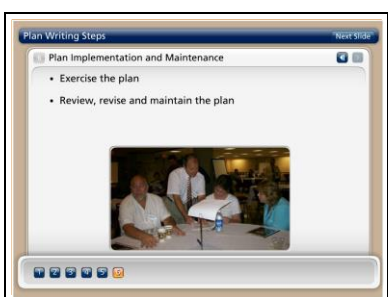 Plan Writing Steps
Next Slide
Plan Implementation and Maintenance
• Exercise the plan
• Review, revise and maintain the plan
1 2 3 4 5 6